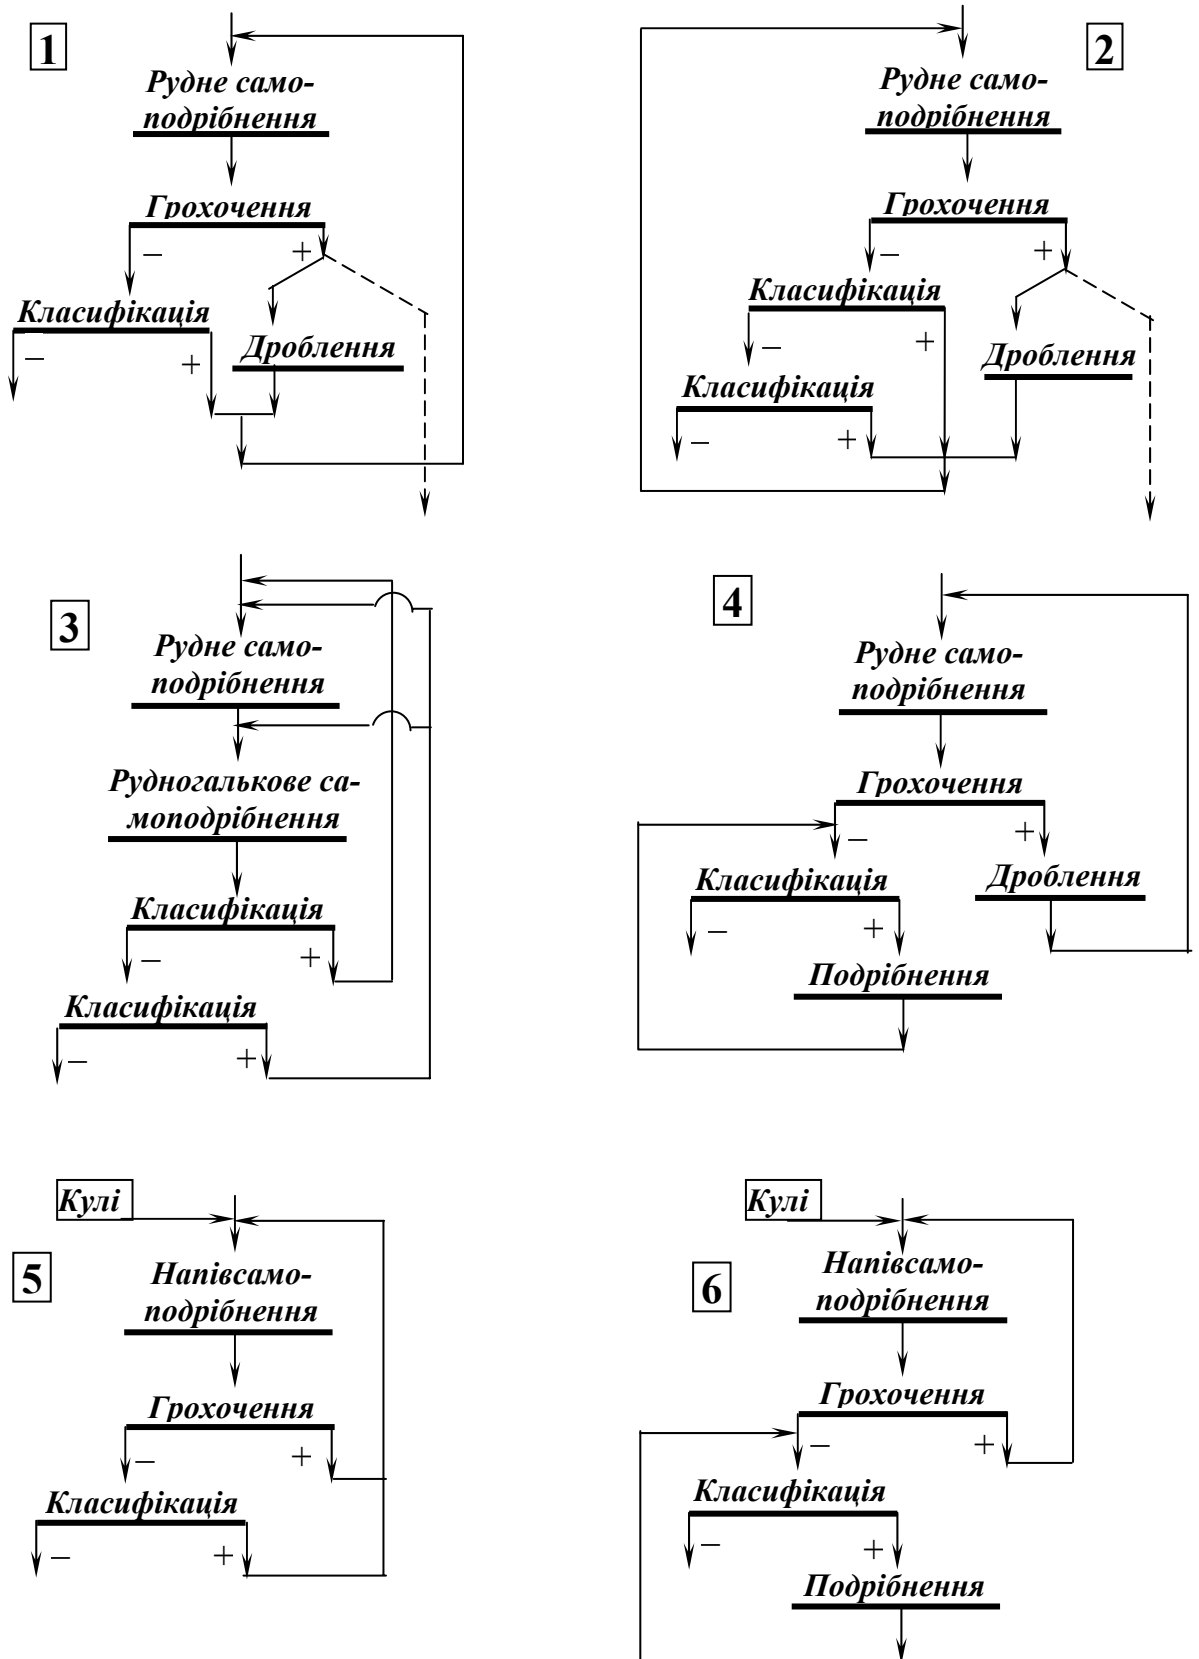 1
Рудне само-
подрібнення
Грохочення
–
+
Класифікація
–
+
Дроблення
2
Рудне само-
подрібнення
Грохочення
–
+
Класифікація
–
+
Дроблення
Класифікація
–
+
3
Рудне само-
подрібнення
Рудногалькове са-
моподрібнення
Класифікація
–
+
Класифікація
–
+
4
Рудне само-
подрібнення
Грохочення
–
+
Класифікація
–
+
Дроблення
Подрібнення
5
Кулі
Напівсамо-
подрібнення
Грохочення
–
+
Класифікація
–
+
6
Кулі
Напівсамо-
подрібнення
Грохочення
–
+
Класифікація
–
+
Подрібнення